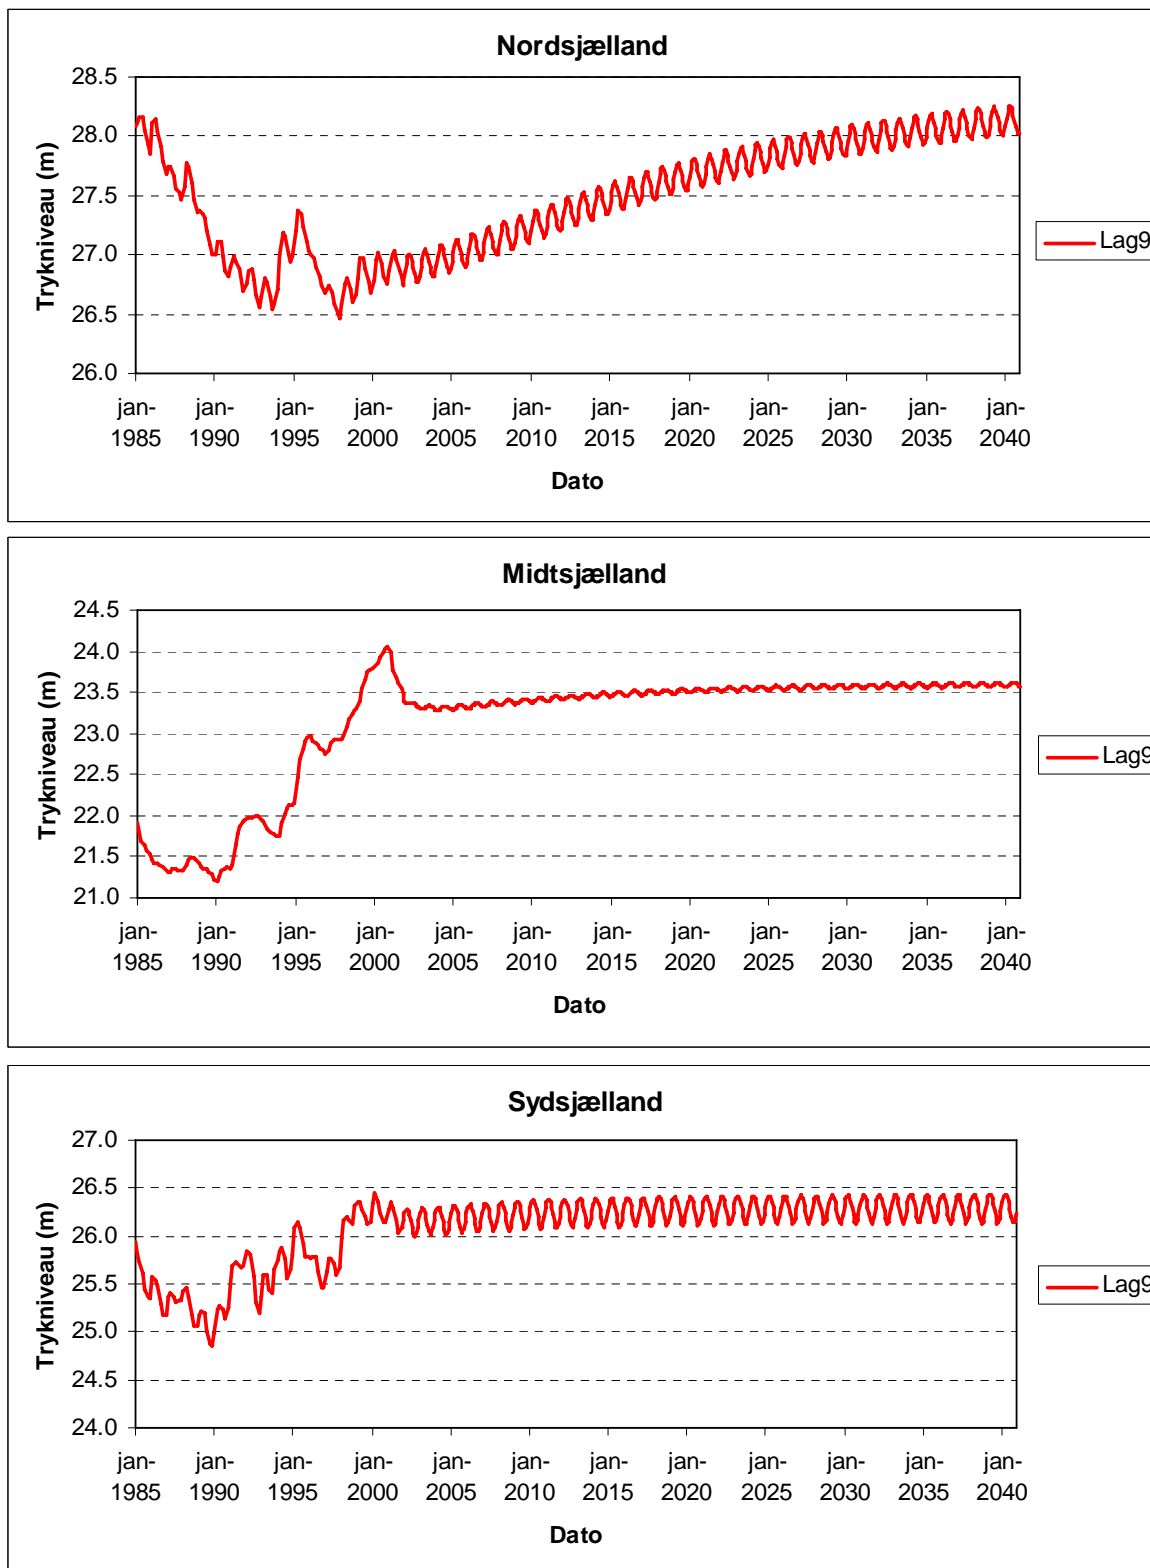 Nordsjælland
28.5
28.0
27.5
27.0
26.5
26.0
Trykniveau (m)
jan-1985 jan-1990 jan-1995 jan-2000 jan-2005 jan-2010 jan-2015 jan-2020 jan-2025 jan-2030 jan-2035 jan-2040
Dato
Lag9
Midtsjælland
24.5
24.0
23.5
23.0
22.5
22.0
21.5
21.0
Trykniveau (m)
jan-1985 jan-1990 jan-1995 jan-2000 jan-2005 jan-2010 jan-2015 jan-2020 jan-2025 jan-2030 jan-2035 jan-2040
Dato
Lag9
Sydsjælland
27.0
26.5
26.0
25.5
25.0
24.5
24.0
Trykniveau (m)
jan-1985 jan-1990 jan-1995 jan-2000 jan-2005 jan-2010 jan-2015 jan-2020 jan-2025 jan-2030 jan-2035 jan-2040
Dato
Lag9